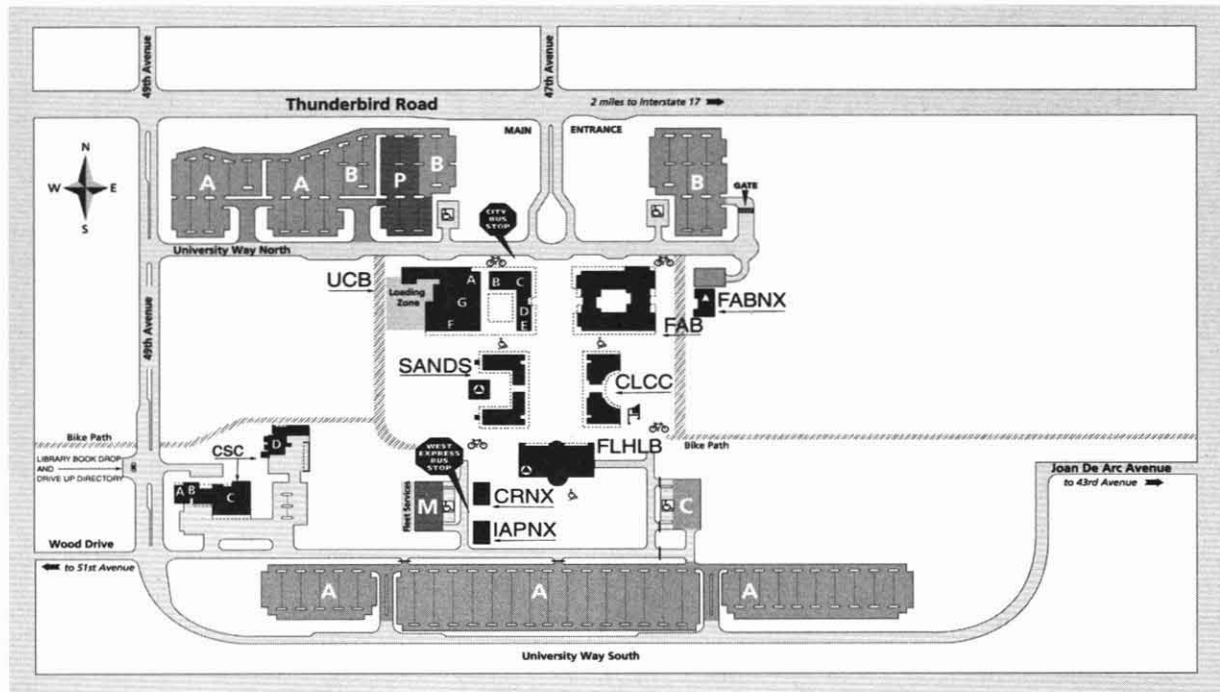 49th Avenue
47th Avenue
Thunderbird Road
2 miles to Interstate 17
MAIN
ENTRANCE
N
W
E
S
A
A
B
P
B
B
GATE
CITY
BUS
STOP
University Way North
UCB
Loading
Zone
A
G
F
B
C
D
E
FABNX
FAB
SANDS
CLCC
49th Avenue
Bike Path
LIBRARY BOOK DROP
AND
DRIVE UP DIRECTORY
CSC
D
A
B
C
WEST
EXPRESS
BUS
STOP
FLHLB
Bike Path
Joan De Arc Avenue
to 43rd Avenue
Fleet Services
M
CRNX
IAPNX
C
Wood Drive
to 51st Avenue
A
A
A
University Way South